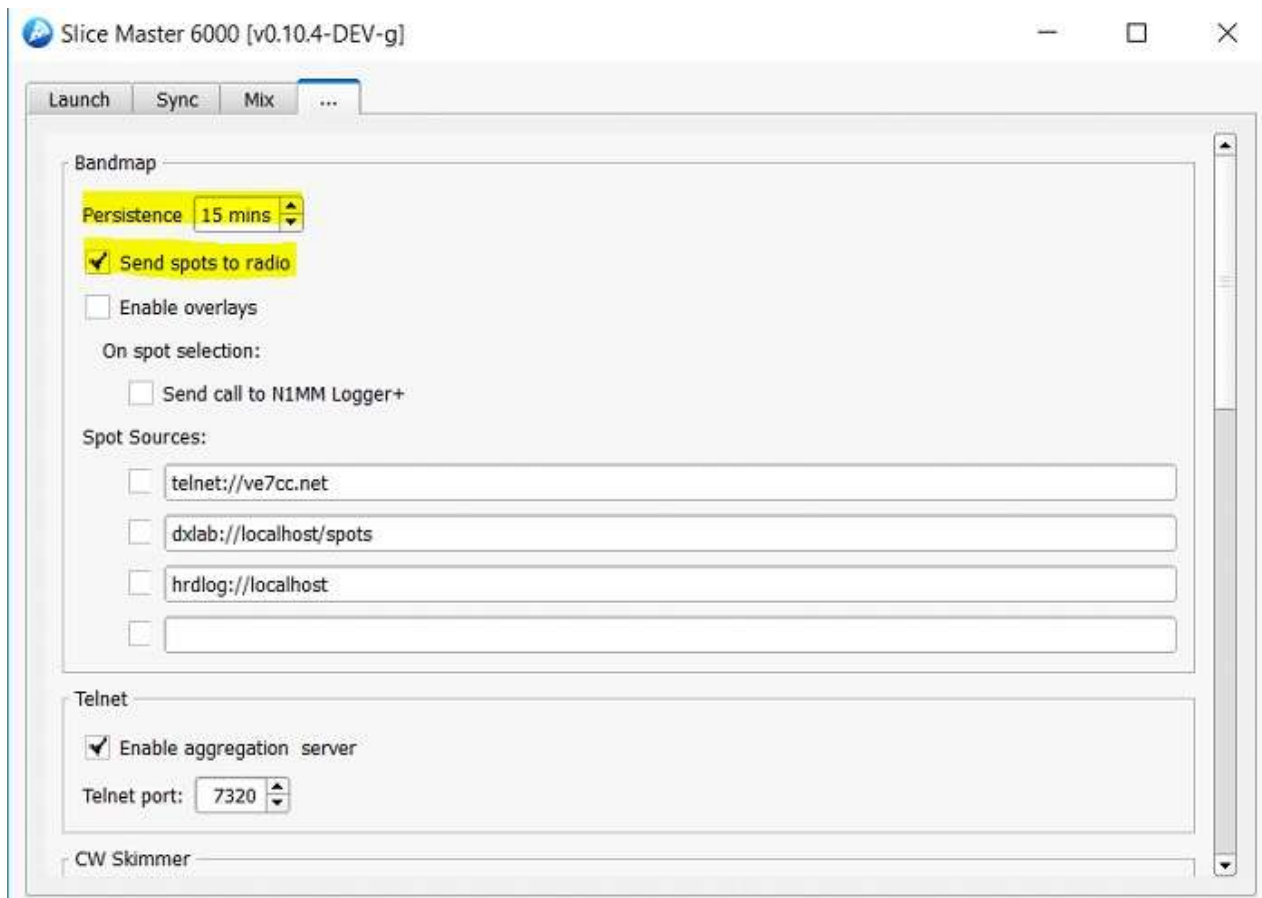 Slice Master 6000 [v0.10.4-DEV-g]
Launch Sync Mix ...
Bandmap
Persistence 15 mins
Send spots to radio
Enable overlays
On spot selection:
Send call to N1MM Logger+
Spot Sources:
telnet://ve7cc.net
dxlab://localhost/spots
hrdlog://localhost
Telnet
Enable aggregation server
Telnet port: 7320
CW Skimmer